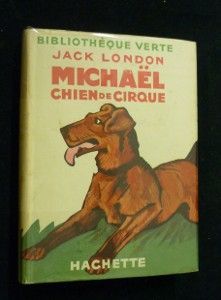 BIBLIOTHÈQUE VERTE
JACK LONDON
MICHAËL
CHIEN DE CIRQUE
HACHETTE